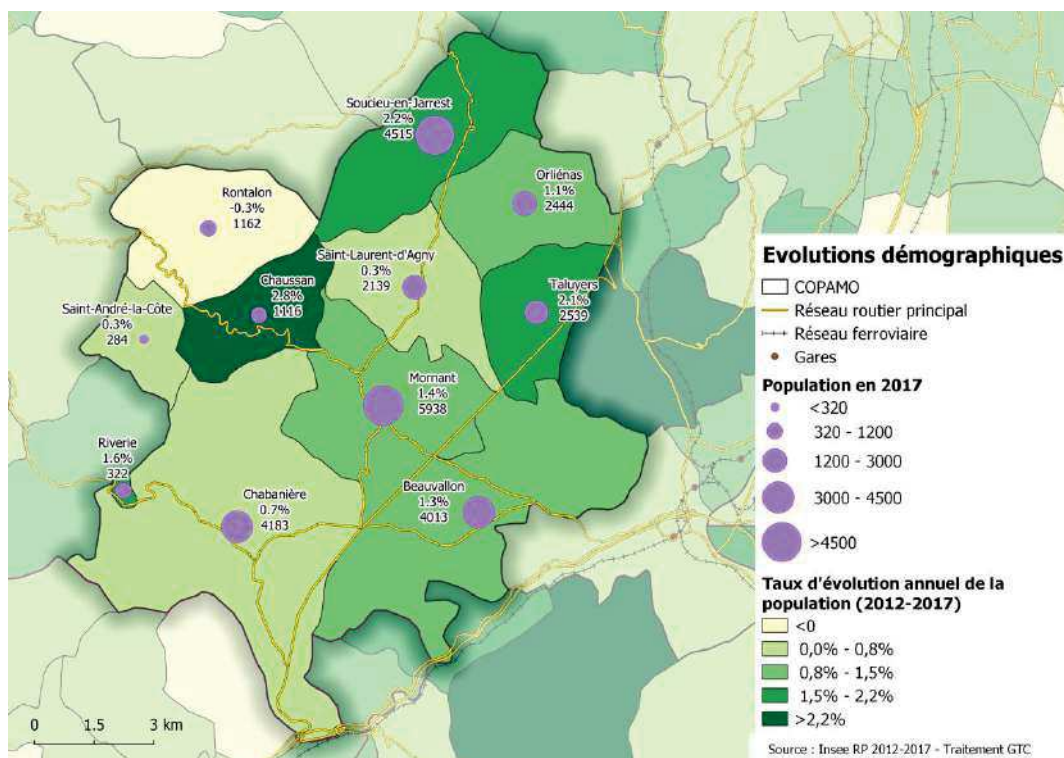 Soucieu-en-Jarrest
2.2%
4515
Orliénas
1.1%
2444
Rontalon
-0.3%
1162
Saint-Laurent-d'Agny
0.3%
2139
Chaussan
2.8%
1116
Taluyers
2.1%
2539
Saint-André-la-Côte
0.3%
284
Mornant
1.4%
5938
Riverie
1.6%
322
Chabanière
0.7%
4183
Beauvallon
1.3%
4013
0 1.5 3 km
Evolutions démographiques
COPAMO
Réseau routier principal
Réseau ferroviaire
Gares
Population en 2017
<320
320 - 1200
1200 - 3000
3000 - 4500
>4500
Taux d'évolution annuel de la
population (2012-2017)
<0
0,0% - 0,8%
0,8% - 1,5%
1,5% - 2,2%
>2,2%
Source : Insee RP 2012-2017 - Traitement GTC